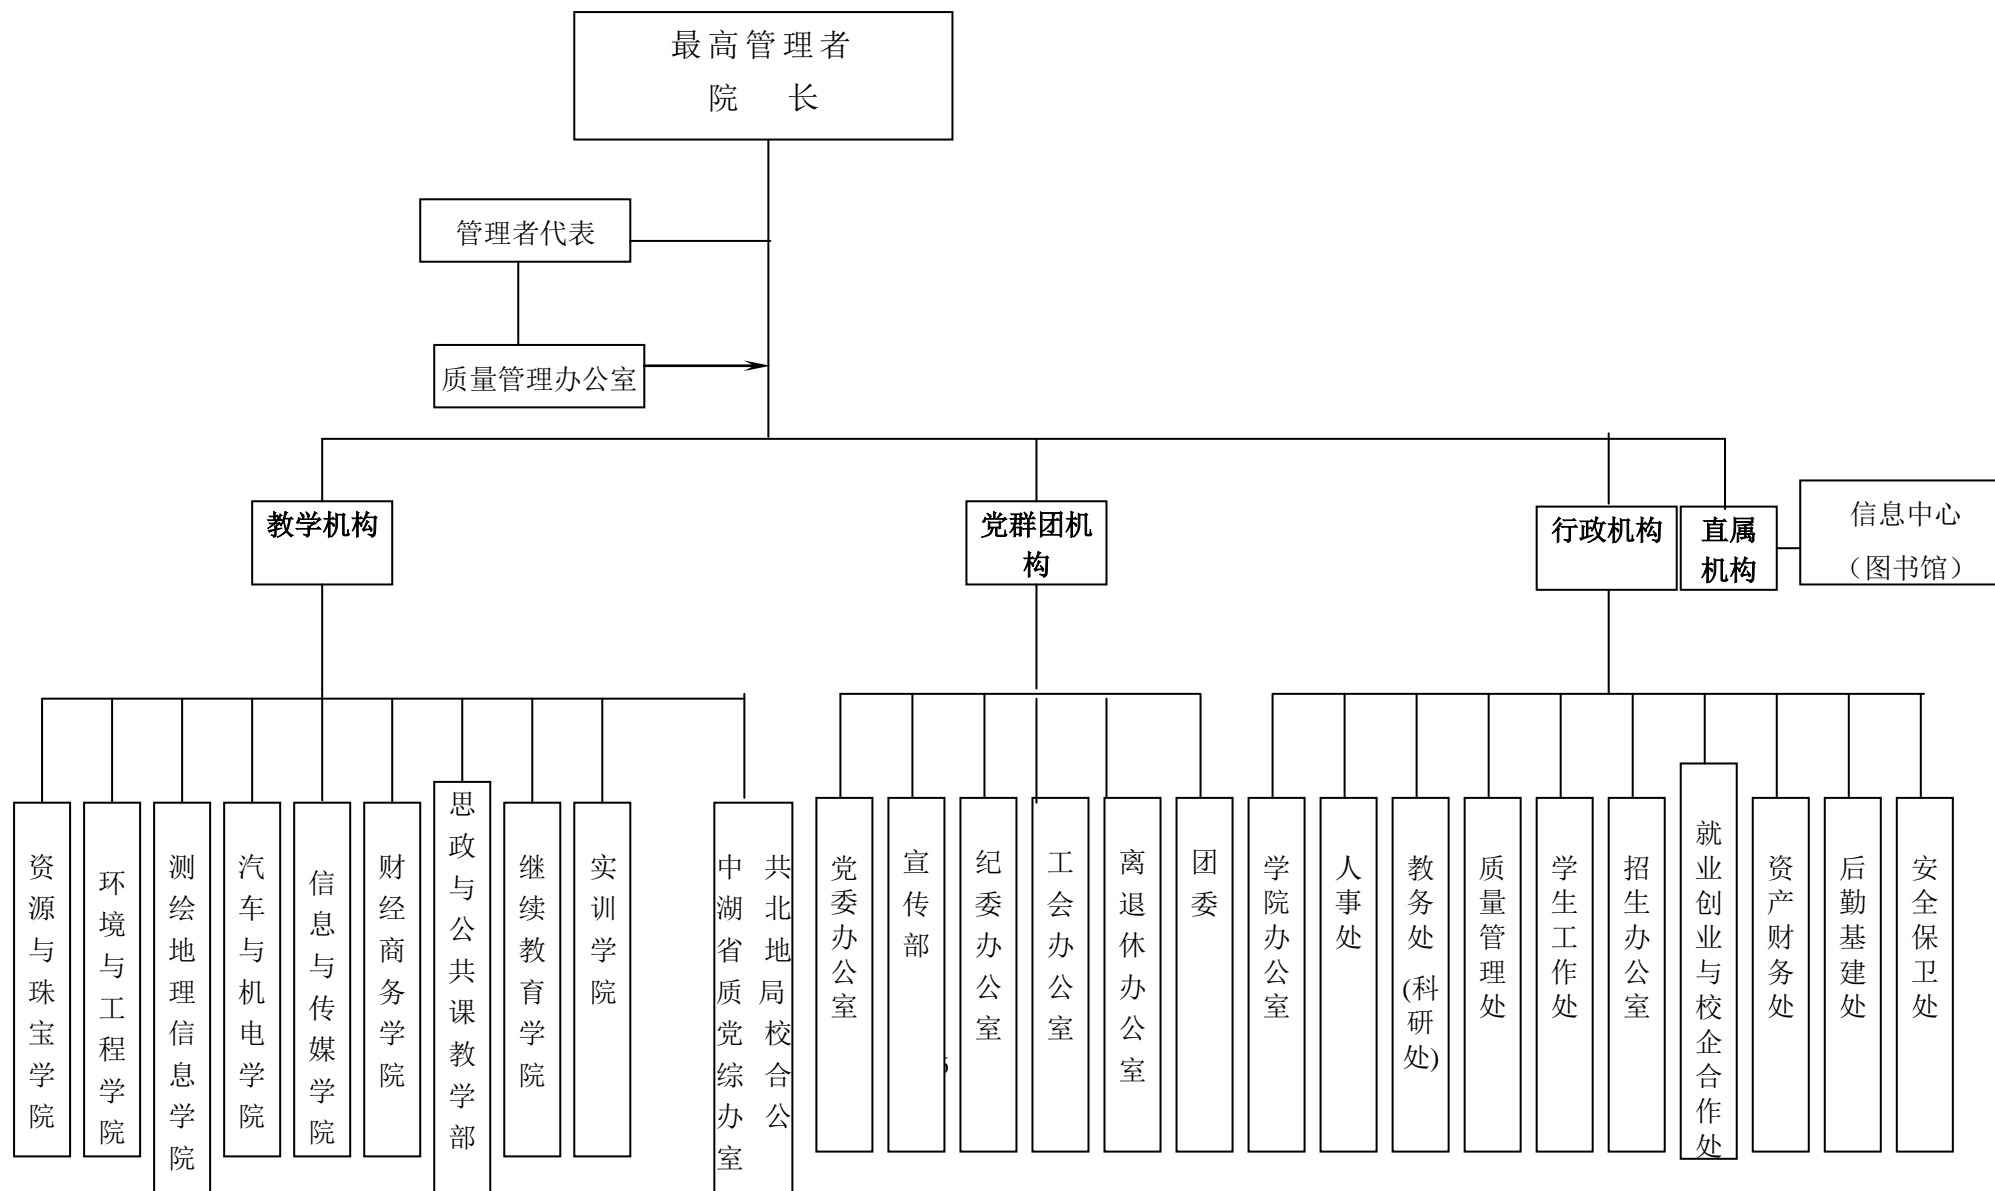 最高管理者
院 长
管理者代表
质量管理办公室
教学机构
党群团机
构
行政机构
直属
机构
信息中心
（图书馆）
资源与珠宝学院
环境与工程学院
测绘地理信息学院
汽车与机电学院
信息与传媒学院
财经商务学院
思政与公共课教学部
继续教育学院
实训学院
中共
湖北
省地
质局
党校
综合
办公
室
党委办公室
宣传部
纪委办公室
工会办公室
离退休办公室
团委
学院办公室
人事处
教务处(科研处)
质量管理处
学生工作处
招生办公室
就业创业与校企合作处
资产财务处
后勤基建处
安全保卫处